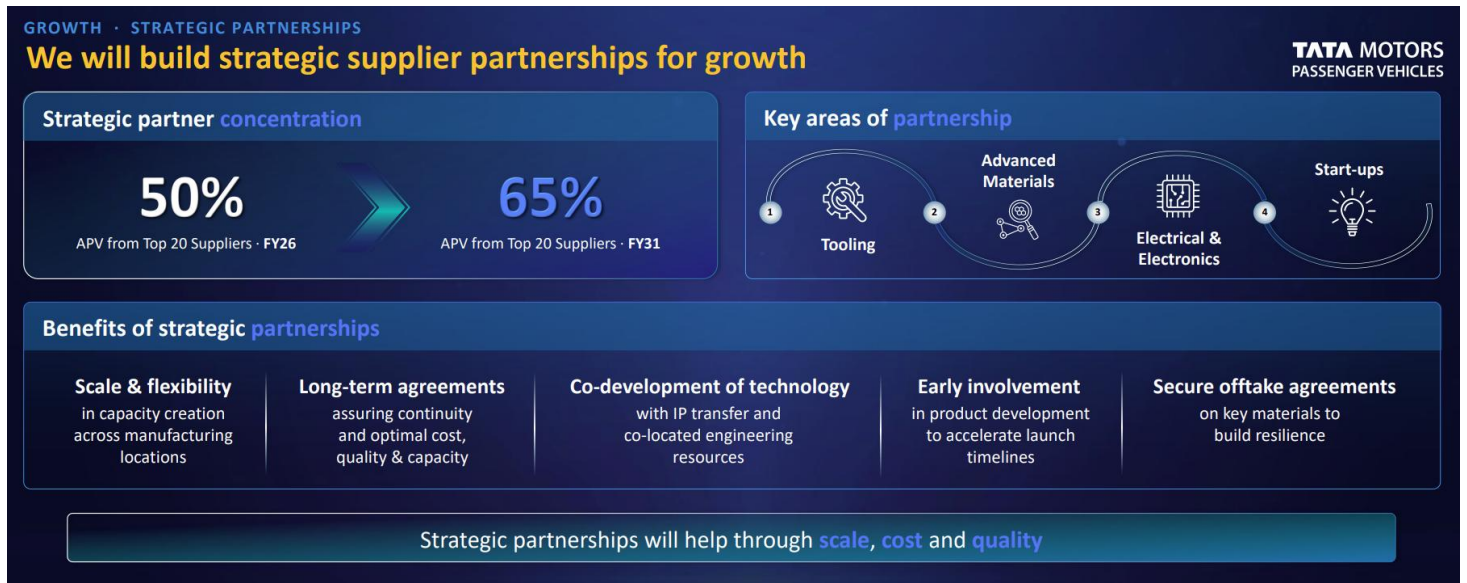 GROWTH · STRATEGIC PARTNERSHIPS
We will build strategic supplier partnerships for growth
TATA MOTORS
PASSENGER VEHICLES
Strategic partner concentration
50%
APV from Top 20 Suppliers · FY26
65%
APV from Top 20 Suppliers · FY31
Key areas of partnership
1
Tooling
2
Advanced
Materials
3
Electrical &
Electronics
4
Start-ups
Benefits of strategic partnerships
Scale & flexibility
in capacity creation
across manufacturing
locations
Long-term agreements
assuring continuity
and optimal cost,
quality & capacity
Co-development of technology
with IP transfer and
co-located engineering
resources
Early involvement
in product development
to accelerate launch
timelines
Secure offtake agreements
on key materials to
build resilience
Strategic partnerships will help through scale, cost and quality